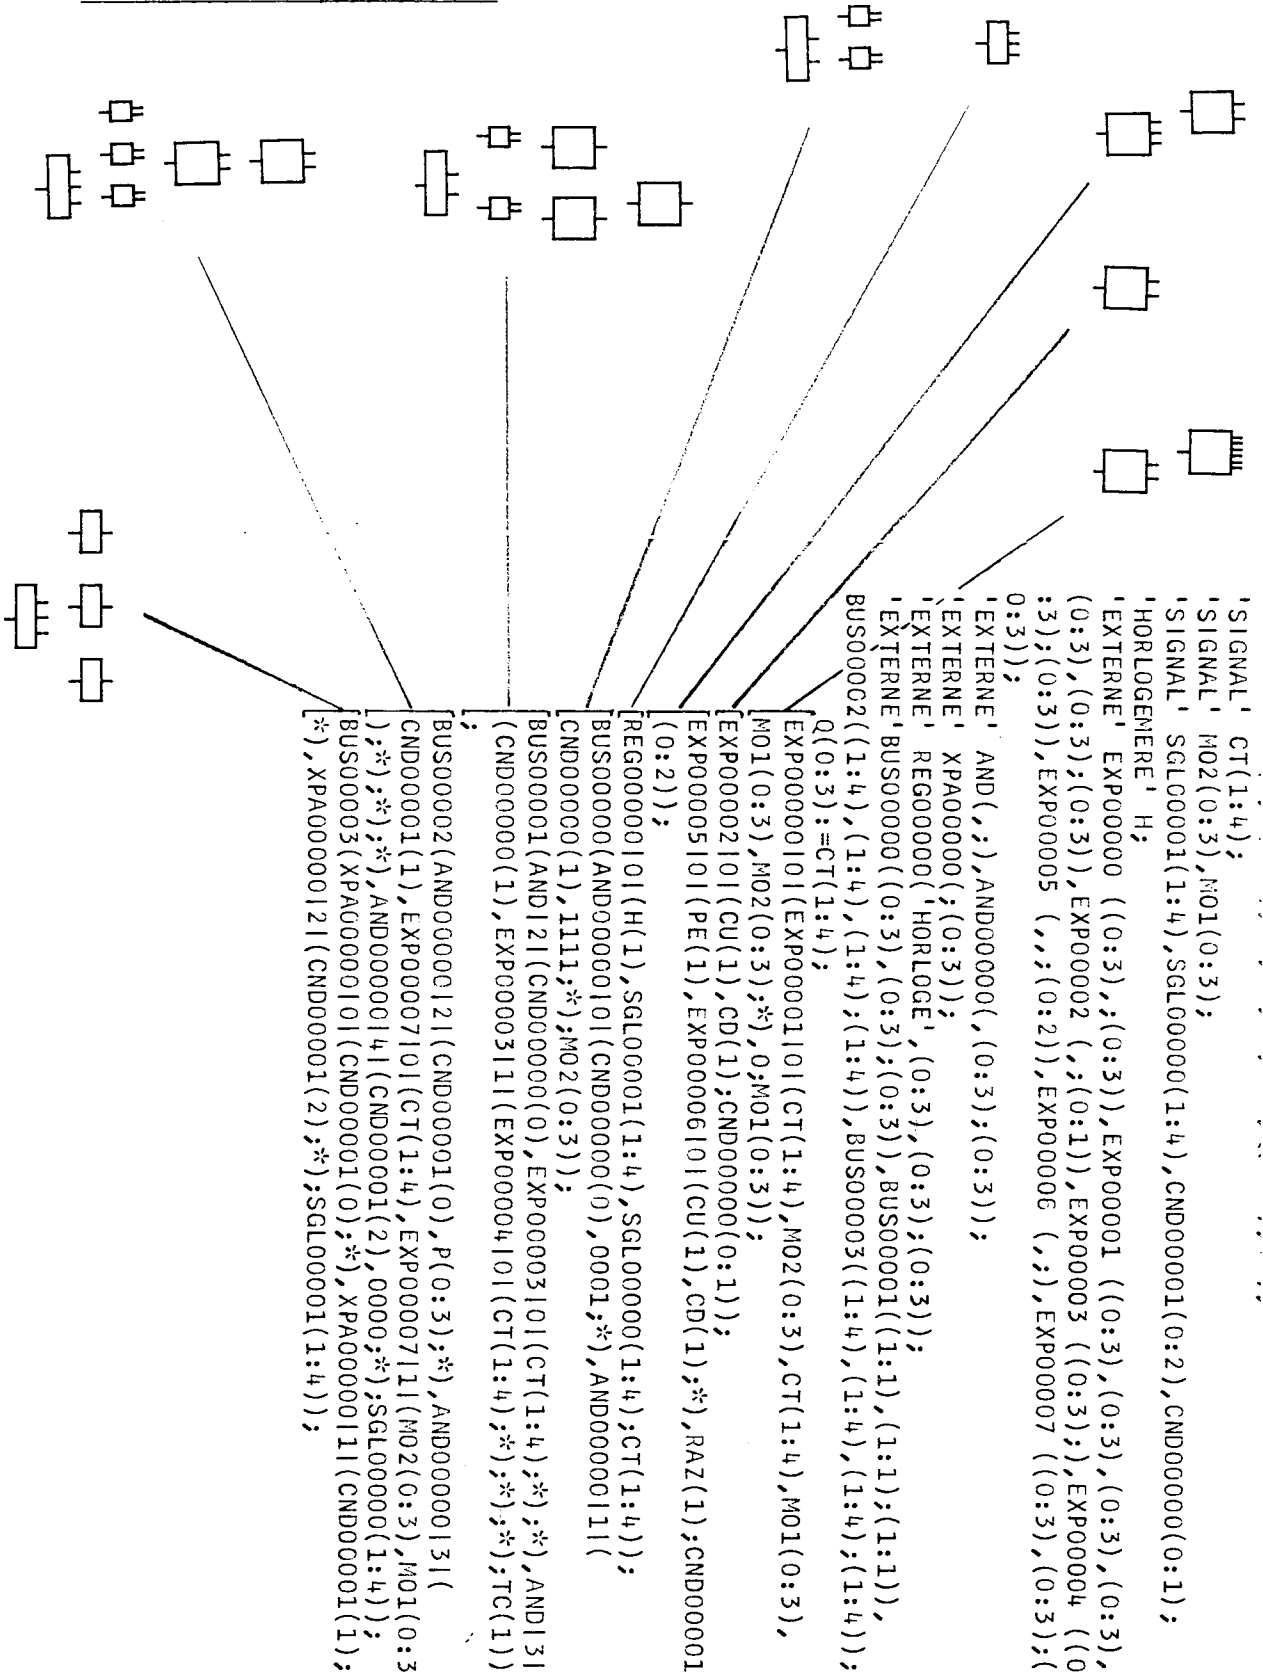 'SIGNAL' CT(1:4);
'SIGNAL' MO2(0:3),MO1(0:3);
'SIGNAL' SGL00001(1:4),SGL00000(1:4),CND00001(0:2),CND00000(0:1);
'HORLOGEMERE' H;
'EXTERNE' EXP00000 ((0:3),,;(0:3)),EXP00001 ((0:3),(0:3),(0:3),(0:3),
(0:3),(0:3);(0:3)),EXP00002 (,,;(0:1)),EXP00003 ((0:3);),EXP00004 ((0
:3);(0:3)),EXP00005 (,,,;(0:2)),EXP00006 (,,;),EXP00007 ((0:3),(0:3);(
0:3));
'EXTERNE' AND(,;),AND00000(,(0:3);(0:3));
'EXTERNE' XPA00000(;(0:3));
'EXTERNE' REG00000('HORLOGE',(0:3),(0:3);(0:3));
'EXTERNE'BUS00000((0:3),(0:3);(0:3)),BUS00001((1:1),(1:1);(1:1)),
BUS00002((1:4),(1:4),(1:4);(1:4)),BUS00003((1:4),(1:4),(1:4);(1:4));
Q(0:3):=CT(1:4);
EXP00000|0|(EXP00001|0|(CT(1:4),MO2(0:3),CT(1:4),MO1(0:3),
MO1(0:3),MO2(0:3);*),0;MO1(0:3));
EXP00002|0|(CU(1),CD(1);CND00000(0:1));
EXP00005|0|(PE(1),EXP00006|0|(CU(1),CD(1);*),RAZ(1);CND00001
(0:2));
REG00000|0|(H(1),SGL00001(1:4),SGL00000(1:4);CT(1:4));
BUS00000(AND00000|0|(CND00000(0),0001;*),AND00000|1|(
CND00000(1),1111;*);MO2(0:3));
BUS00001(AND|2|(CND00000(0),EXP00003|0|(CT(1:4);*);*),AND|3|
(CND00000(1),EXP00003|1|(EXP00004|0|(CT(1:4);*);*);*);TC(1))
;
BUS00002(AND00000|2|(CND00001(0),P(0:3);*),AND00000|3|(
CND00001(1),EXP00007|0|(CT(1:4),EXP00007|1|(MO2(0:3),MO1(0:3
);*);*);*),AND00000|4|(CND00001(2),0000;*);SGL00000(1:4));
BUS00003(XPA00000|0|(CND00001(0);*),XPA00000|1|(CND00001(1);
*),XPA00000|2|(CND00001(2);*);SGL00001(1:4));